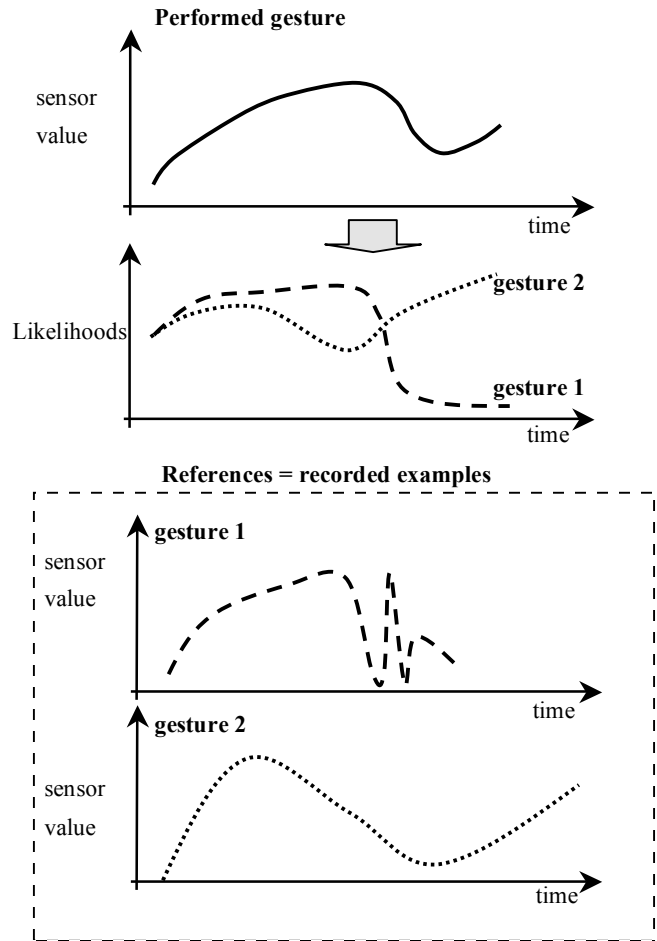 Performed gesture
sensor
value
time
Likelihoods
gesture 2
gesture 1
time
References = recorded examples
gesture 1
sensor
value
time
gesture 2
sensor
value
time